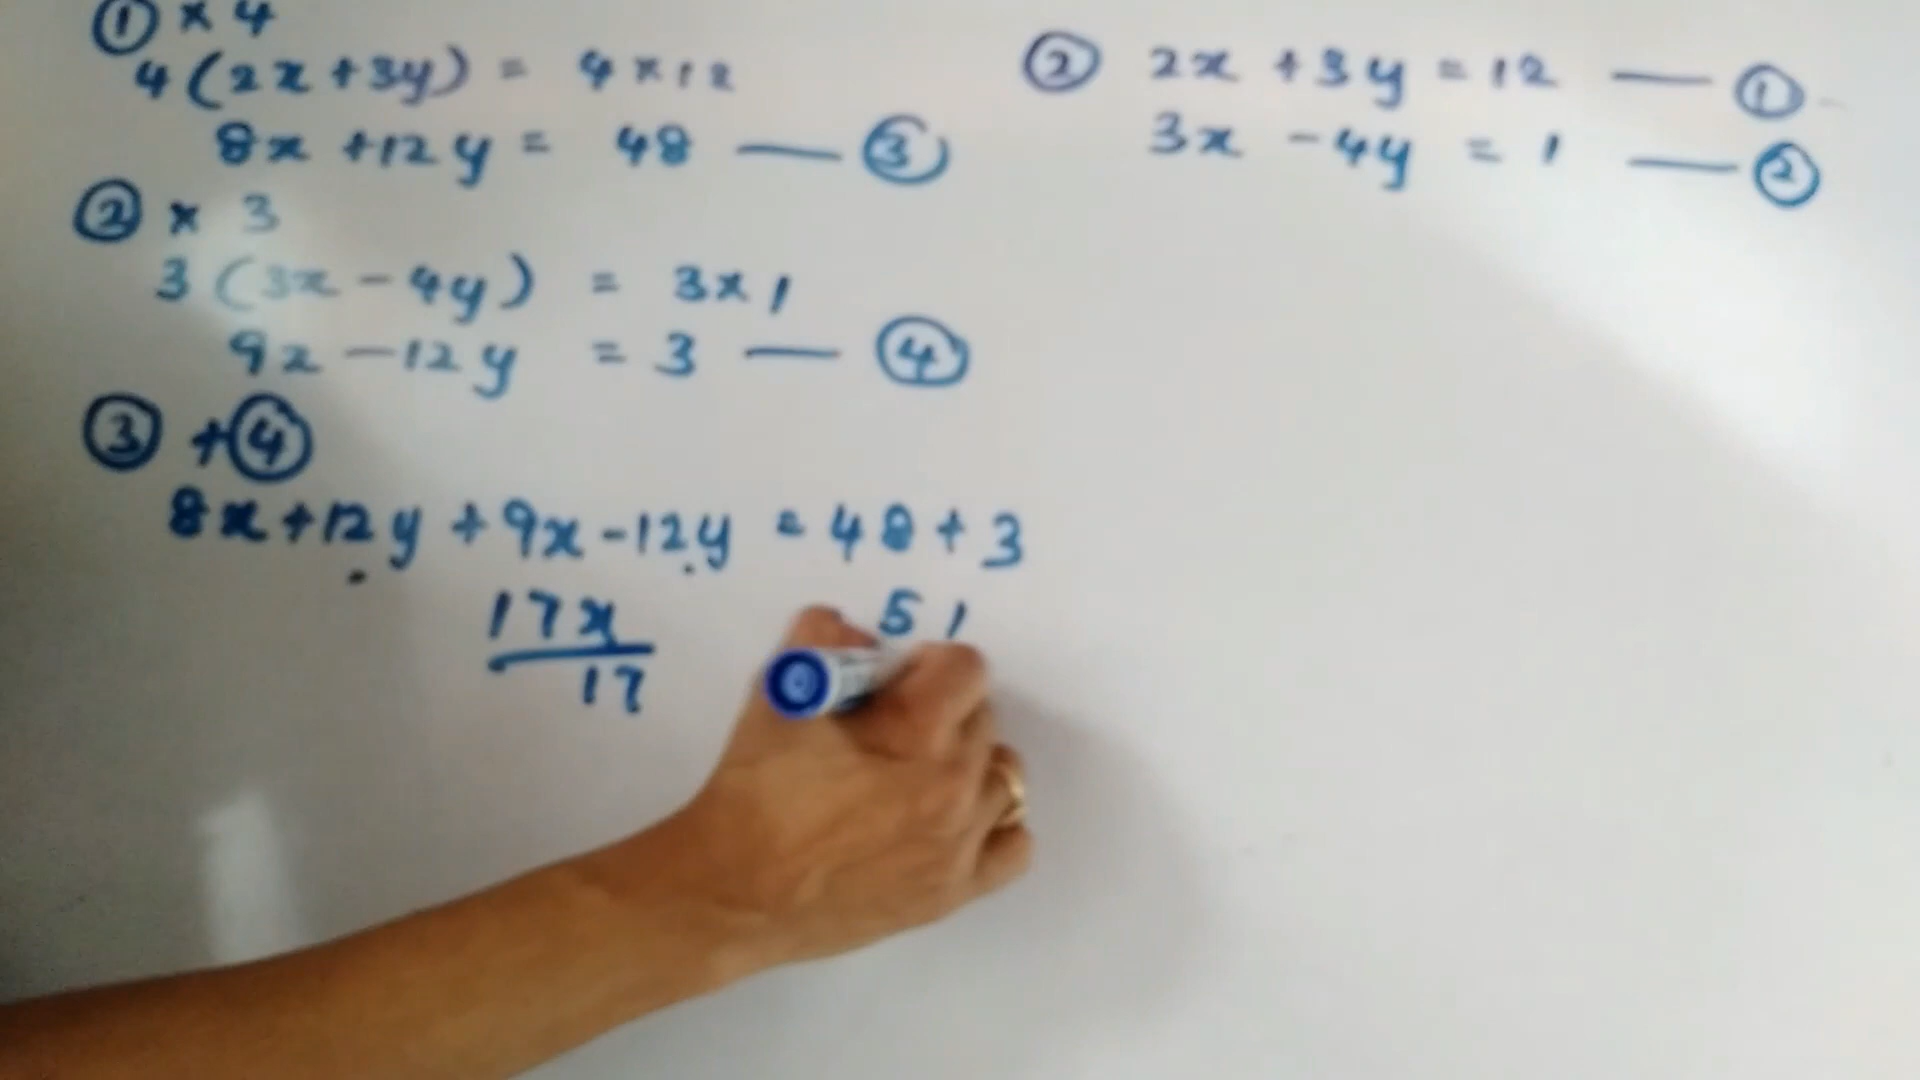 ① × 4
4(2x+3y) = 4×12
8x +12y = 48 — ③
② × 3
3(3x-4y) = 3×1
9x -12y = 3 — ④
③ +④
8x+12y +9x-12y = 48+3
17x 51
17
② 2x +3y =12 — ①
3x -4y = 1 — ②